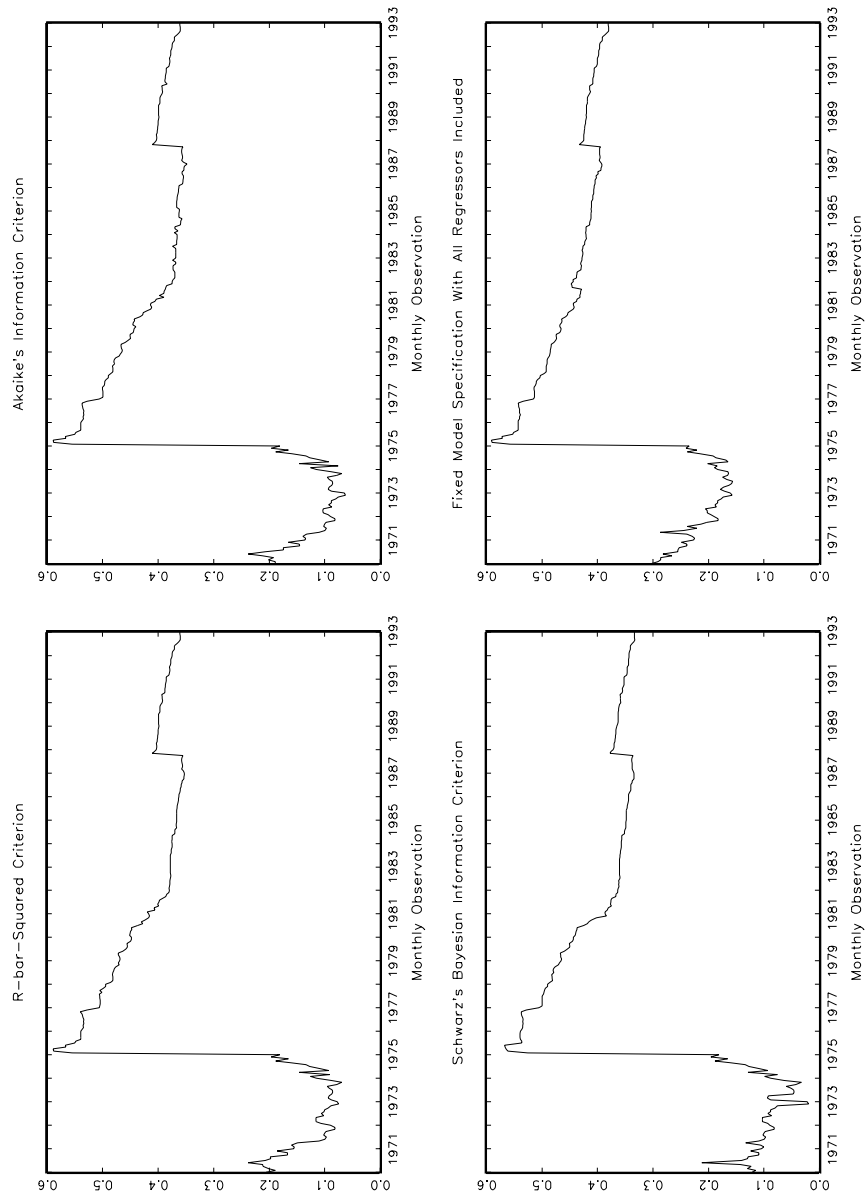 R-bar-Squared Criterion
0.6
0.5
0.4
0.3
0.2
0.1
0.0
1971 1973 1975 1977 1979 1981 1983 1985 1987 1989 1991 1993
Monthly Observation
Akaike's Information Criterion
0.6
0.5
0.4
0.3
0.2
0.1
0.0
1971 1973 1975 1977 1979 1981 1983 1985 1987 1989 1991 1993
Monthly Observation
Schwarz's Bayesian Information Criterion
0.6
0.5
0.4
0.3
0.2
0.1
0.0
1971 1973 1975 1977 1979 1981 1983 1985 1987 1989 1991 1993
Monthly Observation
Fixed Model Specification With All Regressors Included
0.6
0.5
0.4
0.3
0.2
0.1
0.0
1971 1973 1975 1977 1979 1981 1983 1985 1987 1989 1991 1993
Monthly Observation